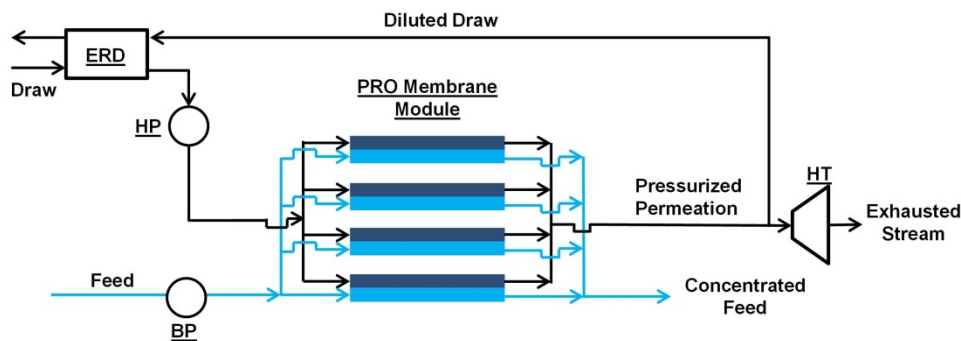 Diluted Draw
ERD
Draw
PRO Membrane
Module
HP
HT
Pressurized
Permeation
Exhausted
Stream
Feed
Concentrated
Feed
BP